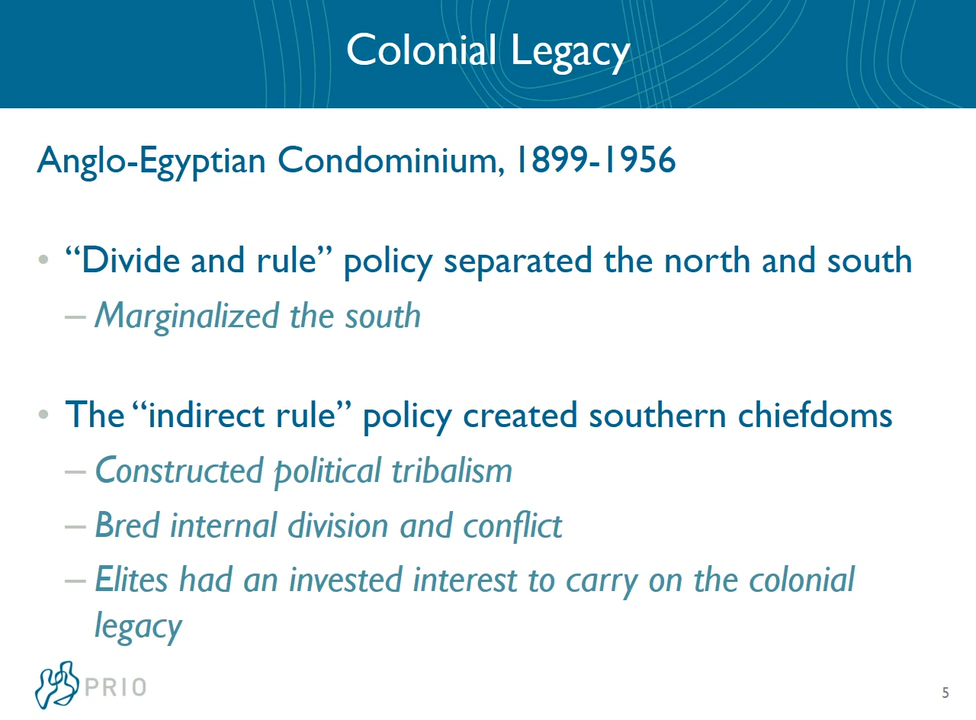 Colonial Legacy
Anglo-Egyptian Condominium, 1899-1956
• “Divide and rule” policy separated the north and south
– Marginalized the south
• The “indirect rule” policy created southern chiefdoms
– Constructed political tribalism
– Bred internal division and conflict
– Elites had an invested interest to carry on the colonial
legacy
PRIO
5